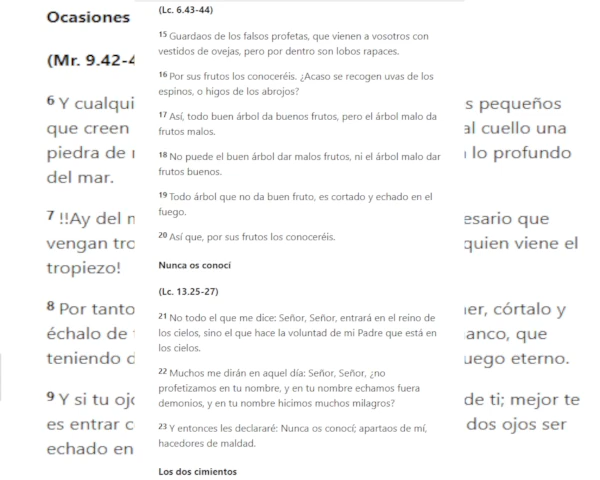 Ocasiones
(Mr. 9.42-4
6 Y cualqui
que creen
piedra de
del mar.
7 !!Ay del m
vengan tro
tropiezo!
8 Por tanto
échalo de
teniendo d
9 Y si tu ojo
es entrar c
echado en
(Lc. 6.43-44)
15 Guardaos de los falsos profetas, que vienen a vosotros con
vestidos de ovejas, pero por dentro son lobos rapaces.
16 Por sus frutos los conoceréis. ¿Acaso se recogen uvas de los
espinos, o higos de los abrojos?
17 Así, todo buen árbol da buenos frutos, pero el árbol malo da
frutos malos.
18 No puede el buen árbol dar malos frutos, ni el árbol malo dar
frutos buenos.
19 Todo árbol que no da buen fruto, es cortado y echado en el
fuego.
20 Así que, por sus frutos los conoceréis.
Nunca os conocí
(Lc. 13.25-27)
21 No todo el que me dice: Señor, Señor, entrará en el reino de
los cielos, sino el que hace la voluntad de mi Padre que está en
los cielos.
22 Muchos me dirán en aquel día: Señor, Señor, ¿no
profetizamos en tu nombre, y en tu nombre echamos fuera
demonios, y en tu nombre hicimos muchos milagros?
23 Y entonces les declararé: Nunca os conocí; apartaos de mí,
hacedores de maldad.
Los dos cimientos
s pequeños
al cuello una
lo profundo
esario que
quien viene el
ner, córtalo y
anco, que
uego eterno.
de ti; mejor te
dos ojos ser